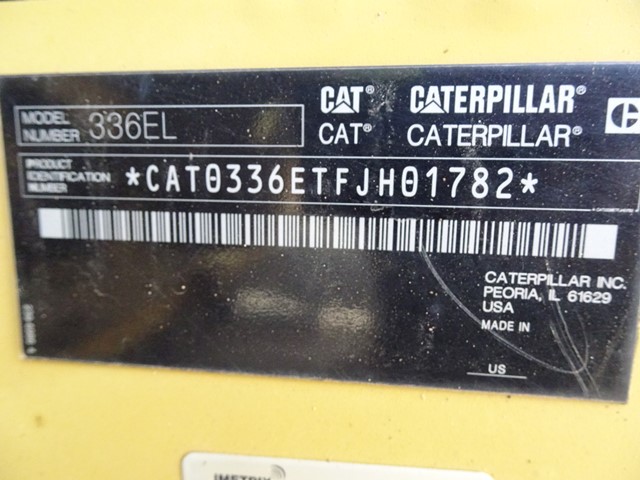 CAT® CATERPILLAR®
CAT® CATERPILLAR®
C
MODEL NUMBER 336EL
PRODUCT IDENTIFICATION NUMBER *CAT0336ETFJH01782*
CATERPILLAR INC.
PEORIA, IL 61629
USA
MADE IN
US